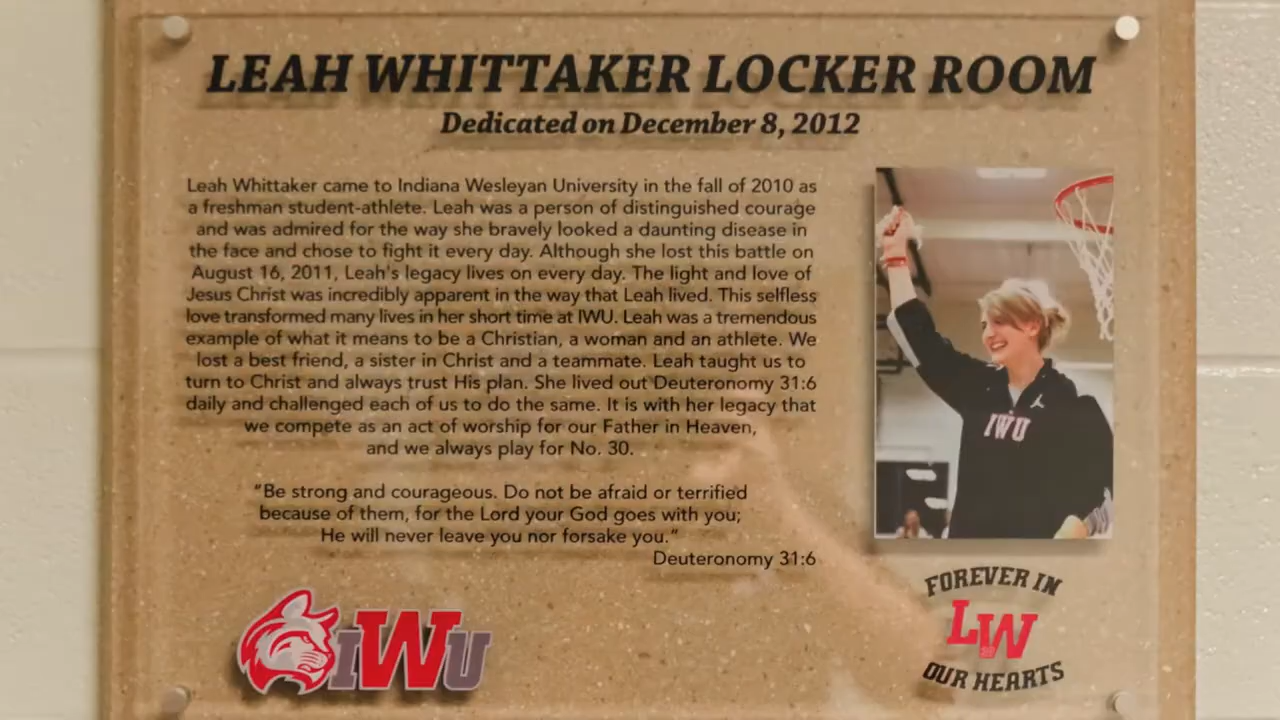 LEAH WHITTAKER LOCKER ROOM
Dedicated on December 8, 2012
Leah Whittaker came to Indiana Wesleyan University in the fall of 2010 as
a freshman student-athlete. Leah was a person of distinguished courage
and was admired for the way she bravely looked a daunting disease in
the face and chose to fight it every day. Although she lost this battle on
August 16, 2011, Leah's legacy lives on every day. The light and love of
Jesus Christ was incredibly apparent in the way that Leah lived. This selfless
love transformed many lives in her short time at IWU. Leah was a tremendous
example of what it means to be a Christian, a woman and an athlete. We
lost a best friend, a sister in Christ and a teammate. Leah taught us to
turn to Christ and always trust His plan. She lived out Deuteronomy 31:6
daily and challenged each of us to do the same. It is with her legacy that
we compete as an act of worship for our Father in Heaven,
and we always play for No. 30.
“Be strong and courageous. Do not be afraid or terrified
because of them, for the Lord your God goes with you;
He will never leave you nor forsake you.”
Deuteronomy 31:6
IWU
IWU
FOREVER IN
LW
OUR HEARTS